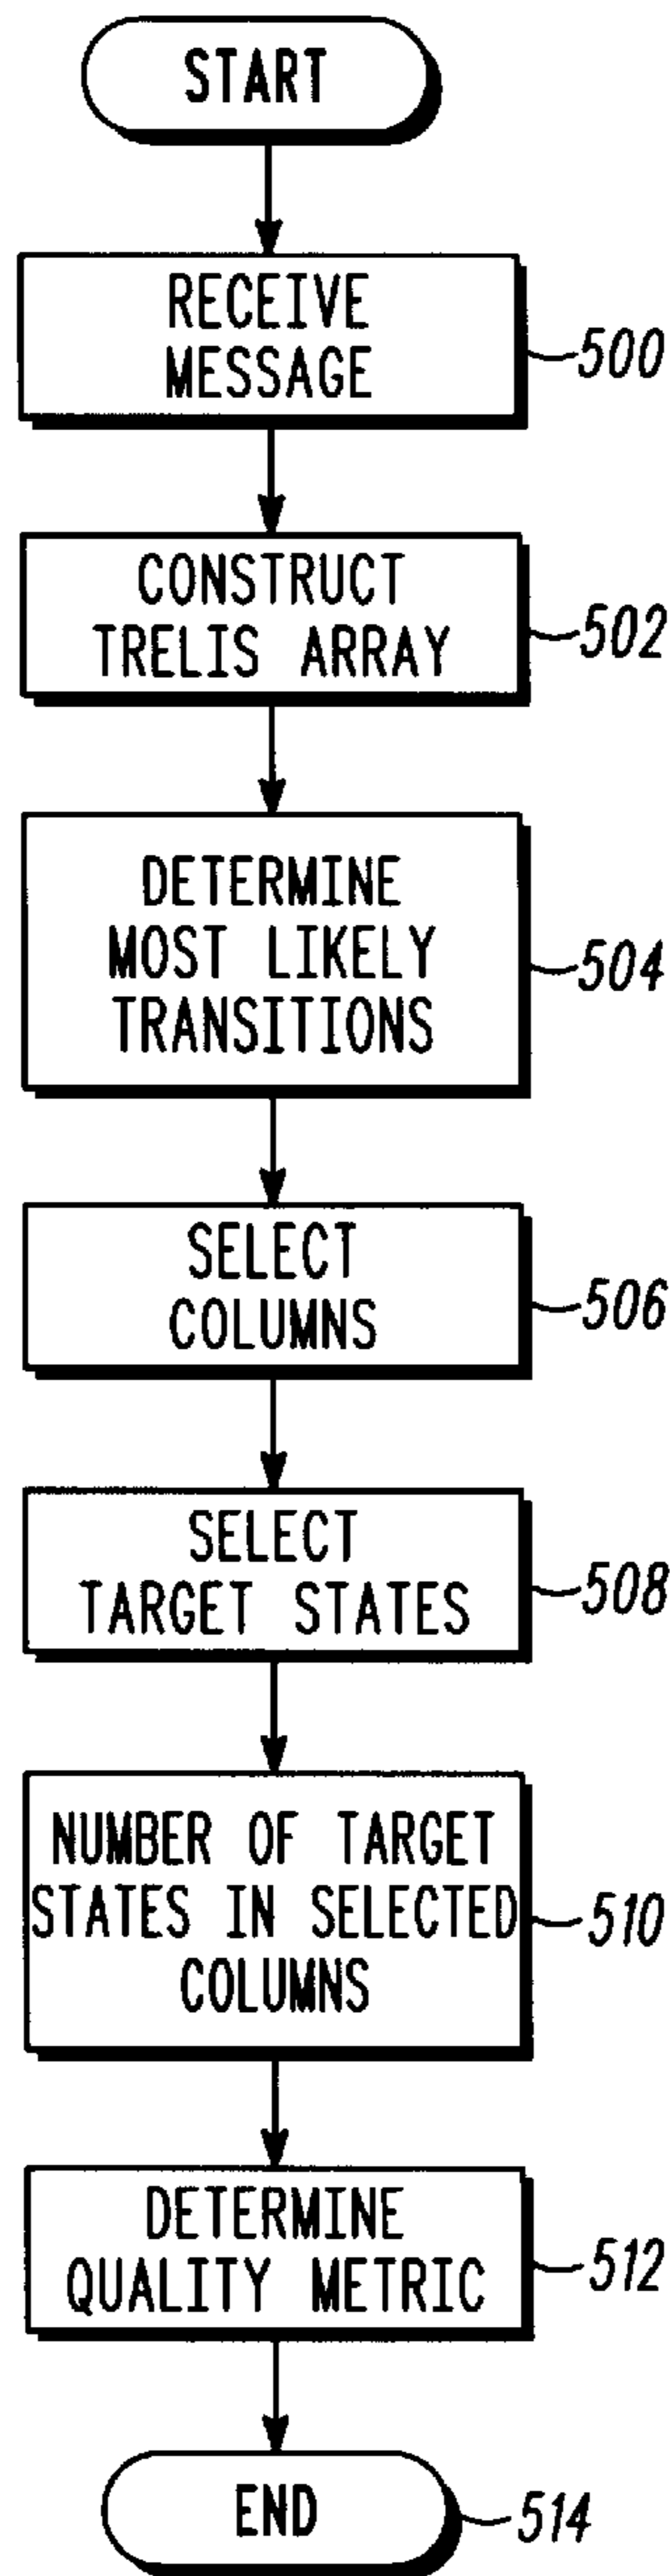 START
RECEIVE
MESSAGE
500
CONSTRUCT
TRELIS ARRAY
502
DETERMINE
MOST LIKELY
TRANSITIONS
504
SELECT
COLUMNS
506
SELECT
TARGET STATES
508
NUMBER OF TARGET
STATES IN SELECTED
COLUMNS
510
DETERMINE
QUALITY METRIC
512
END
514